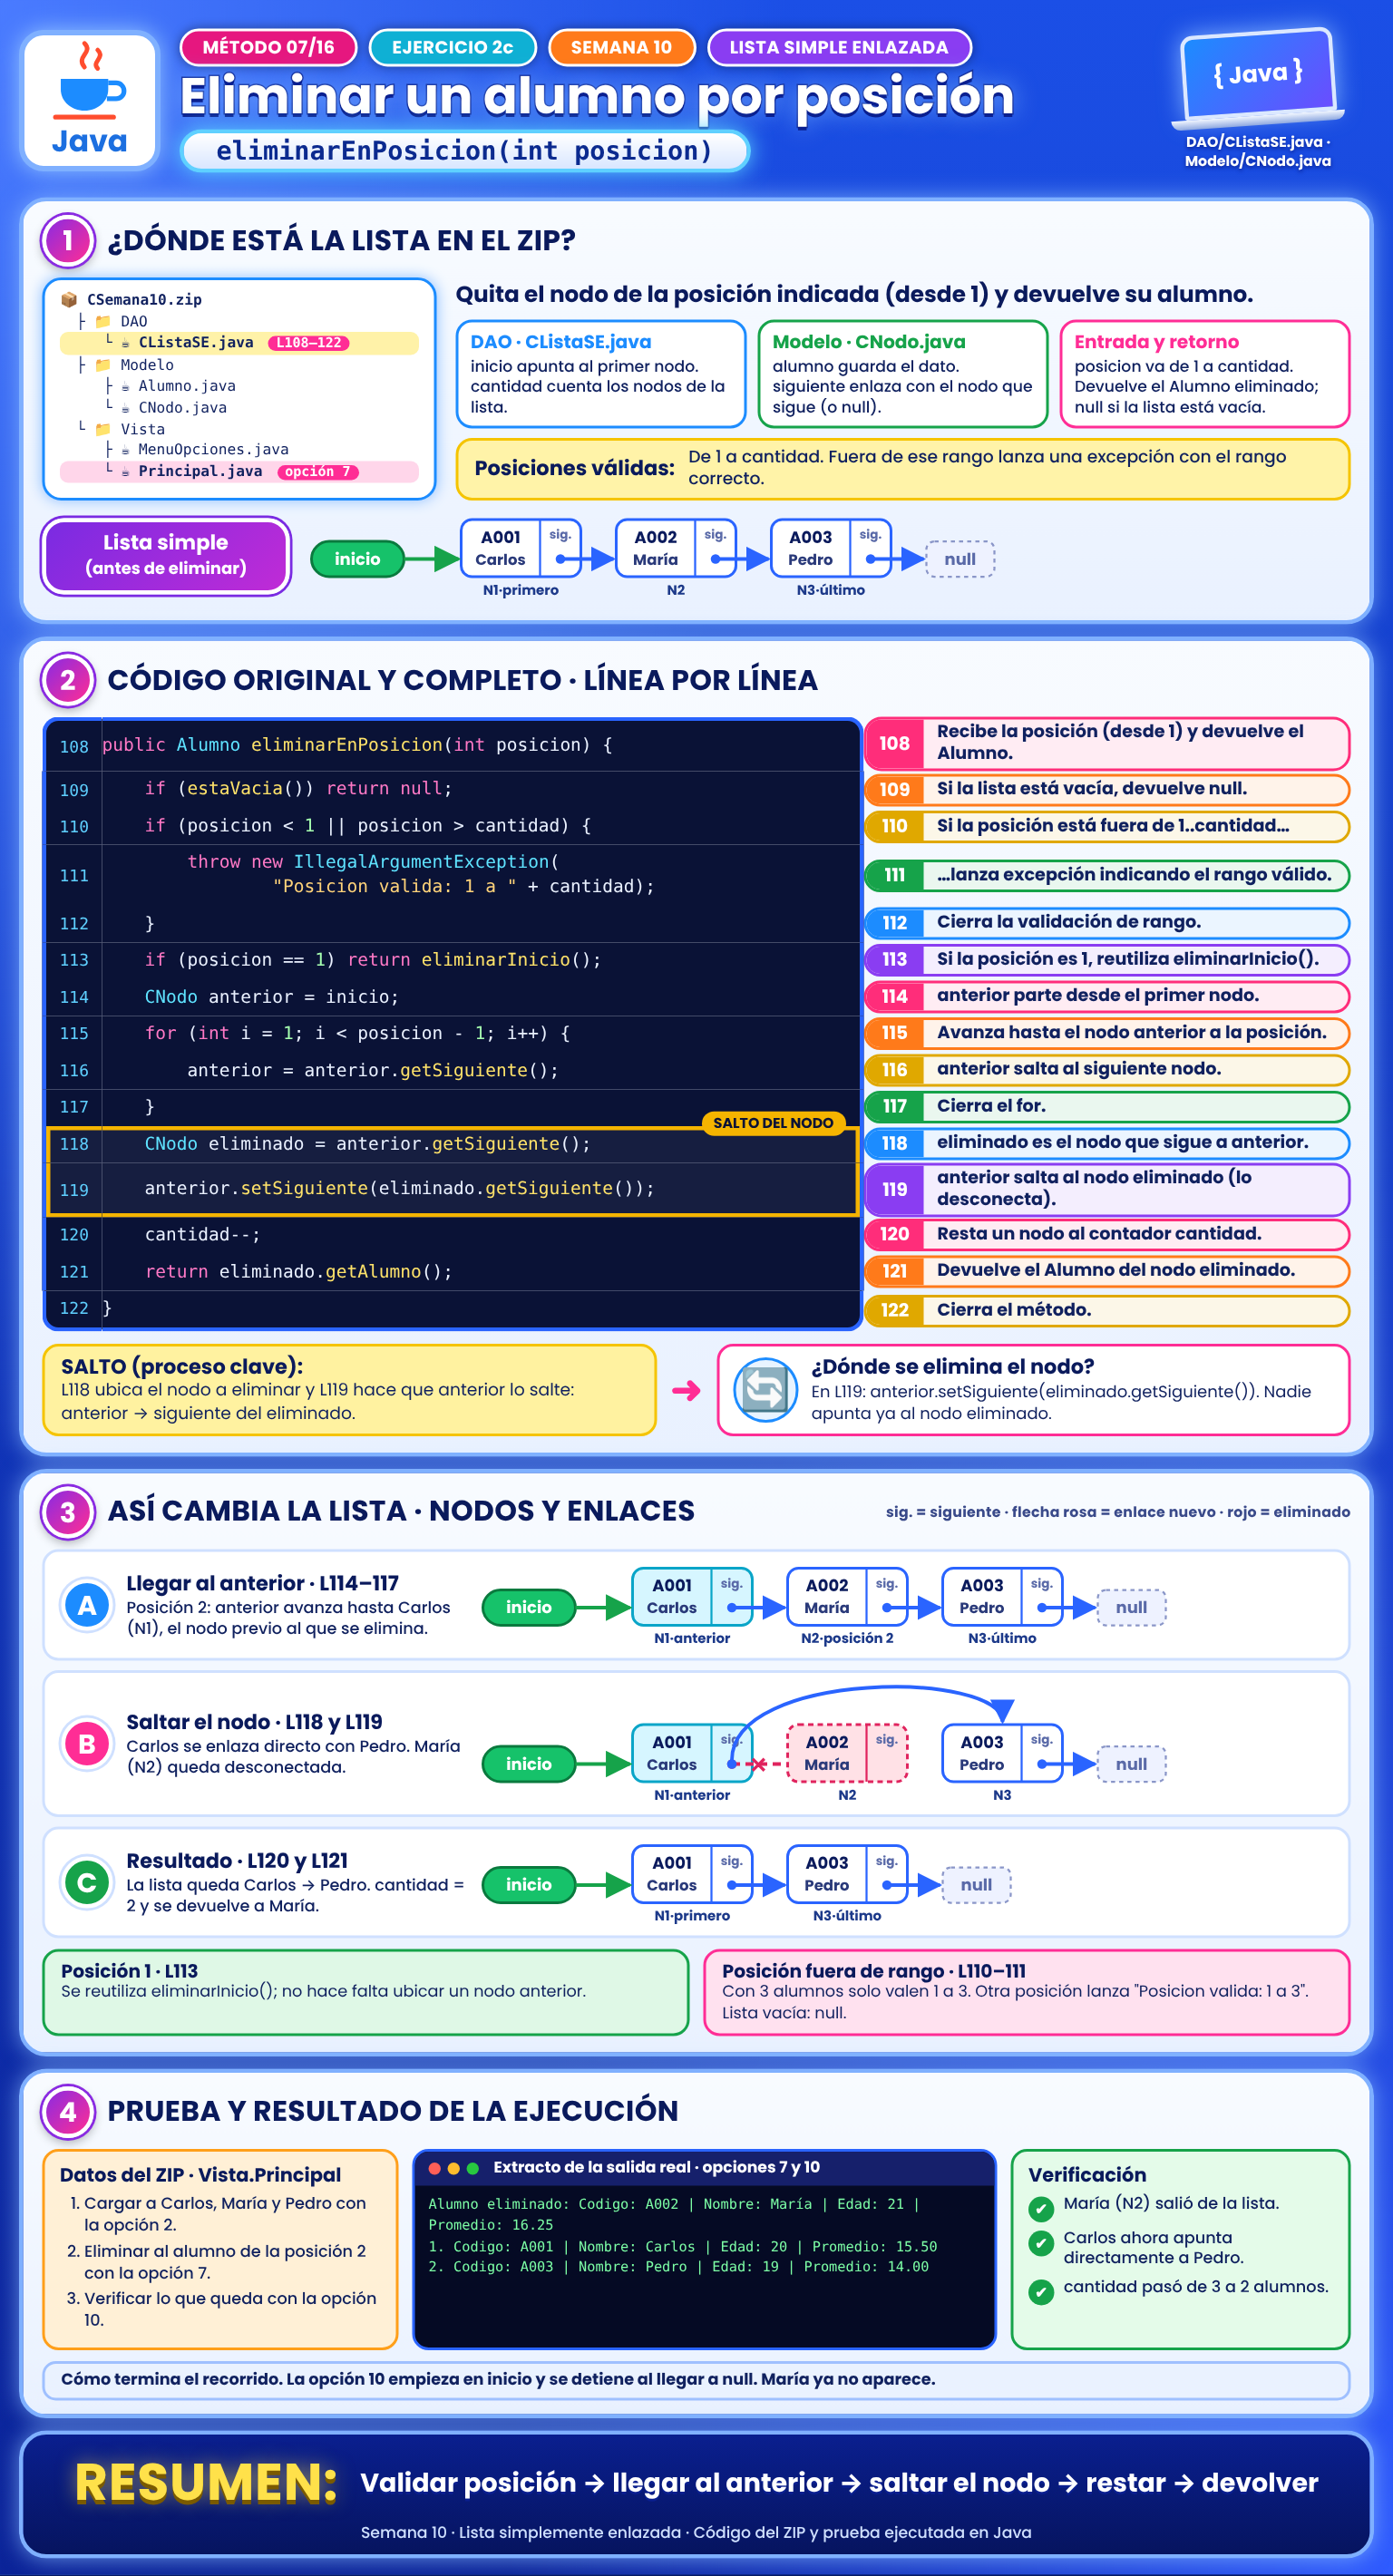 Java
MÉTODO 07/16
EJERCICIO 2c
SEMANA 10
LISTA SIMPLE ENLAZADA
Eliminar un alumno por posición
eliminarEnPosicion(int posicion)
{ Java }
DAO/CListaSE.java ·
Modelo/CNodo.java
1 ¿DÓNDE ESTÁ LA LISTA EN EL ZIP?
CSemana10.zip
├ DAO
└ CListaSE.java L108–122
├ Modelo
├ Alumno.java
└ CNodo.java
└ Vista
├ MenuOpciones.java
└ Principal.java opción 7
Quita el nodo de la posición indicada (desde 1) y devuelve su alumno.
DAO · CListaSE.java
inicio apunta al primer nodo.
cantidad cuenta los nodos de la
lista.
Modelo · CNodo.java
alumno guarda el dato.
siguiente enlaza con el nodo que
sigue (o null).
Entrada y retorno
posicion va de 1 a cantidad.
Devuelve el Alumno eliminado;
null si la lista está vacía.
Posiciones válidas:
De 1 a cantidad. Fuera de ese rango lanza una excepción con el rango
correcto.
Lista simple
(antes de eliminar)
inicio
A001
Carlos
sig.
N1·primero
A002
María
sig.
N2
A003
Pedro
sig.
N3·último
null
2 CÓDIGO ORIGINAL Y COMPLETO · LÍNEA POR LÍNEA
108 public Alumno eliminarEnPosicion(int posicion) {
109 if (estaVacia()) return null;
110 if (posicion < 1 || posicion > cantidad) {
111 throw new IllegalArgumentException(
"Posicion valida: 1 a " + cantidad);
112 }
113 if (posicion == 1) return eliminarInicio();
114 CNodo anterior = inicio;
115 for (int i = 1; i < posicion - 1; i++) {
116 anterior = anterior.getSiguiente();
117 }
SALTO DEL NODO
118 CNodo eliminado = anterior.getSiguiente();
119 anterior.setSiguiente(eliminado.getSiguiente());
120 cantidad--;
121 return eliminado.getAlumno();
122 }
108 Recibe la posición (desde 1) y devuelve el
Alumno.
109 Si la lista está vacía, devuelve null.
110 Si la posición está fuera de 1..cantidad...
111 ...lanza excepción indicando el rango válido.
112 Cierra la validación de rango.
113 Si la posición es 1, reutiliza eliminarInicio().
114 anterior parte desde el primer nodo.
115 Avanza hasta el nodo anterior a la posición.
116 anterior salta al siguiente nodo.
117 Cierra el for.
118 eliminado es el nodo que sigue a anterior.
119 anterior salta al nodo eliminado (lo
desconecta).
120 Resta un nodo al contador cantidad.
121 Devuelve el Alumno del nodo eliminado.
122 Cierra el método.
SALTO (proceso clave):
L118 ubica el nodo a eliminar y L119 hace que anterior lo salte:
anterior → siguiente del eliminado.
➜
¿Dónde se elimina el nodo?
En L119: anterior.setSiguiente(eliminado.getSiguiente()). Nadie
apunta ya al nodo eliminado.
3 ASÍ CAMBIA LA LISTA · NODOS Y ENLACES
sig. = siguiente · flecha rosa = enlace nuevo · rojo = eliminado
A
Llegar al anterior · L114–117
Posición 2: anterior avanza hasta Carlos
(N1), el nodo previo al que se elimina.
inicio
A001
Carlos
sig.
N1·anterior
A002
María
sig.
N2·posición 2
A003
Pedro
sig.
N3·último
null
B
Saltar el nodo · L118 y L119
Carlos se enlaza directo con Pedro. María
(N2) queda desconectada.
inicio
A001
Carlos
sig.
N1·anterior
A002
María
sig.
N2
A003
Pedro
sig.
N3
null
C
Resultado · L120 y L121
La lista queda Carlos → Pedro. cantidad =
2 y se devuelve a María.
inicio
A001
Carlos
sig.
N1·primero
A003
Pedro
sig.
N3·último
null
Posición 1 · L113
Se reutiliza eliminarInicio(); no hace falta ubicar un nodo anterior.
Posición fuera de rango · L110–111
Con 3 alumnos solo valen 1 a 3. Otra posición lanza "Posicion valida: 1 a 3".
Lista vacía: null.
4 PRUEBA Y RESULTADO DE LA EJECUCIÓN
Datos del ZIP · Vista.Principal
1. Cargar a Carlos, María y Pedro con
la opción 2.
2. Eliminar al alumno de la posición 2
con la opción 7.
3. Verificar lo que queda con la opción
10.
Extracto de la salida real · opciones 7 y 10
Alumno eliminado: Codigo: A002 | Nombre: María | Edad: 21 |
Promedio: 16.25
1. Codigo: A001 | Nombre: Carlos | Edad: 20 | Promedio: 15.50
2. Codigo: A003 | Nombre: Pedro | Edad: 19 | Promedio: 14.00
Verificación
✔ María (N2) salió de la lista.
✔ Carlos ahora apunta
directamente a Pedro.
✔ cantidad pasó de 3 a 2 alumnos.
Cómo termina el recorrido. La opción 10 empieza en inicio y se detiene al llegar a null. María ya no aparece.
RESUMEN: Validar posición → llegar al anterior → saltar el nodo → restar → devolver
Semana 10 · Lista simplemente enlazada · Código del ZIP y prueba ejecutada en Java